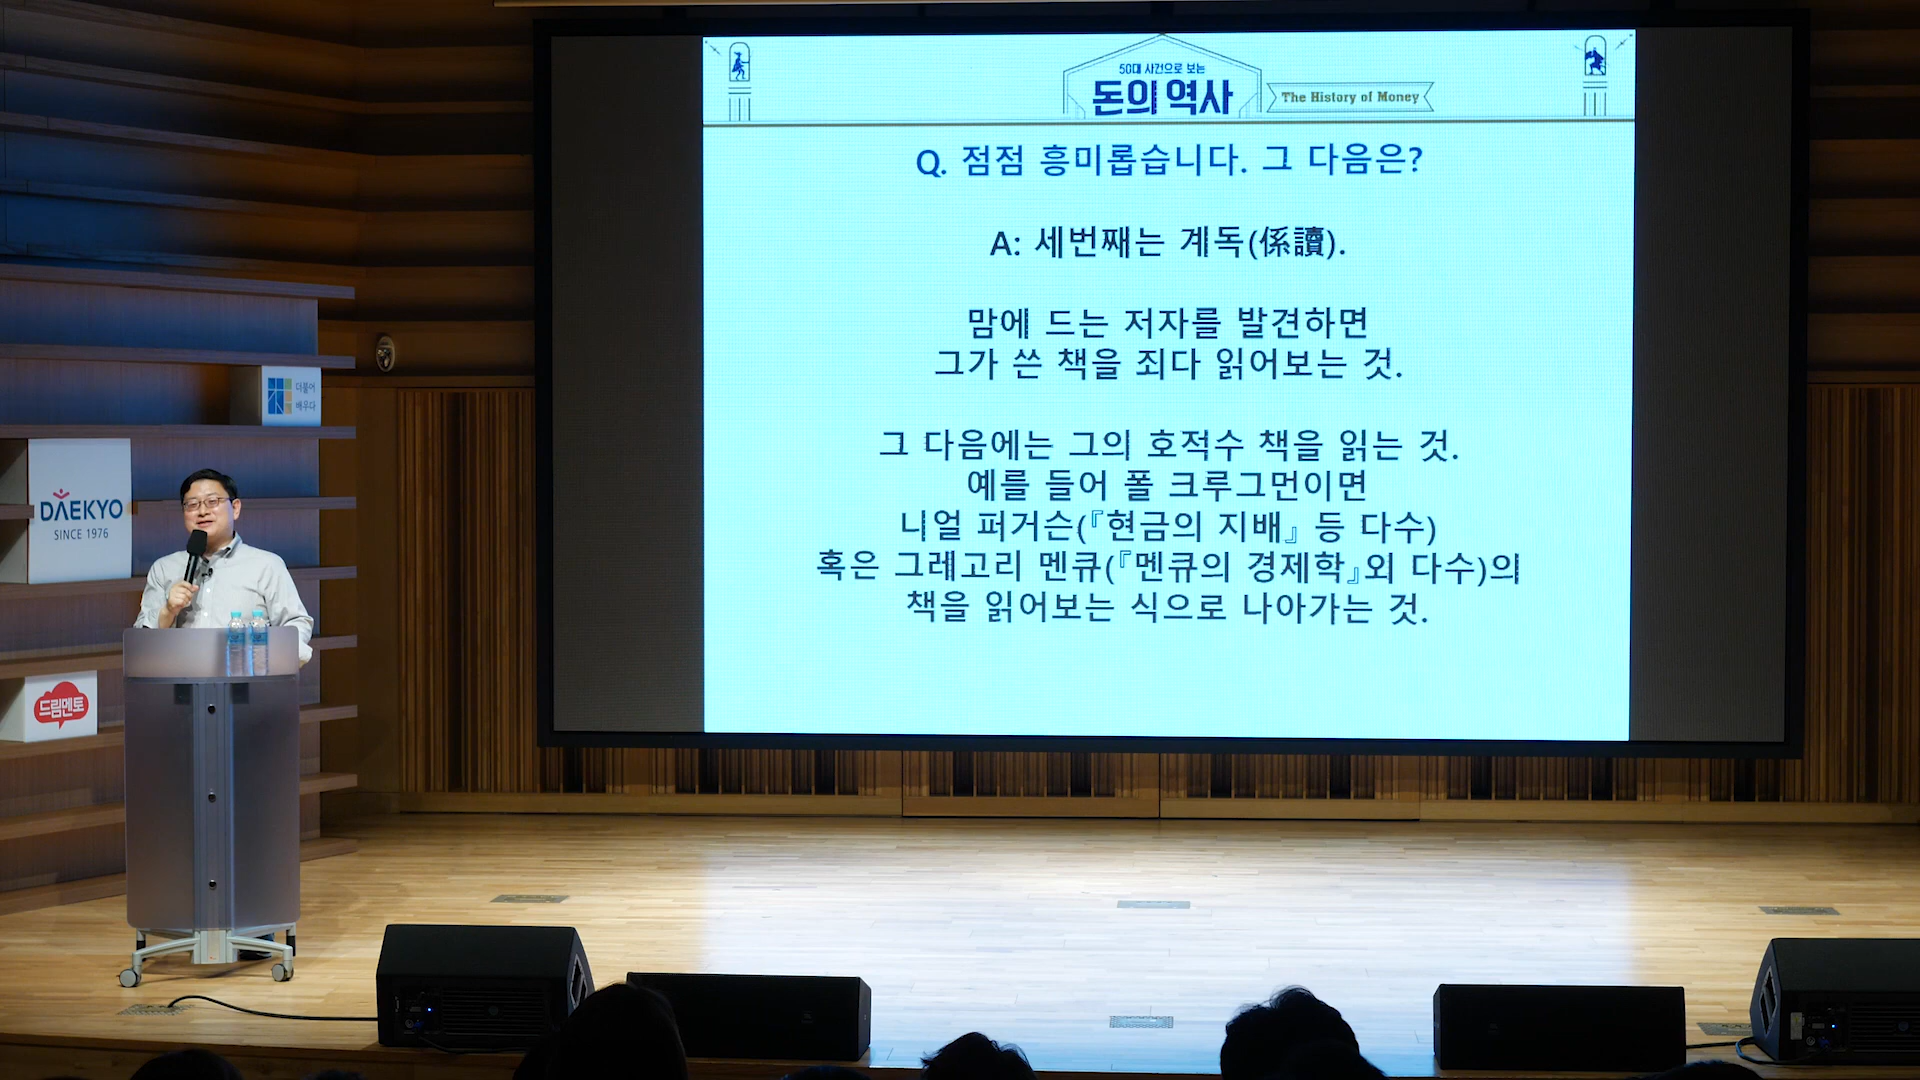 50대 사건으로 보는
돈의 역사
The History of Money
Q. 점점 흥미롭습니다. 그 다음은?
A: 세번째는 계독(係讀).
맘에 드는 저자를 발견하면
그가 쓴 책을 죄다 읽어보는 것.
그 다음에는 그의 호적수 책을 읽는 것.
예를 들어 폴 크루그먼이면
니얼 퍼거슨(『현금의 지배』 등 다수)
혹은 그레고리 멘큐(『멘큐의 경제학』외 다수)의
책을 읽어보는 식으로 나아가는 것.
더불어
배우다
DAEKYO
SINCE 1976
드림멘토